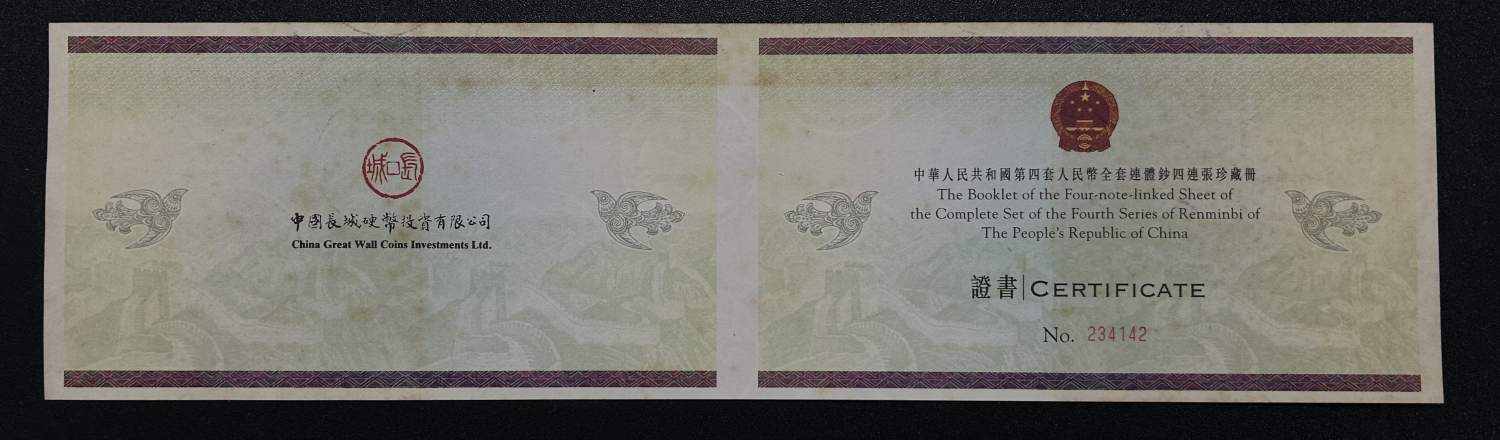 長城
中國長城硬幣投資有限公司
China Great Wall Coins Investments Ltd.
中華人民共和國第四套人民幣全套連體鈔四連張珍藏冊
The Booklet of the Four-note-linked Sheet of
the Complete Set of the Fourth Series of Renminbi of
The People's Republic of China
證書|CERTIFICATE
No. 234142